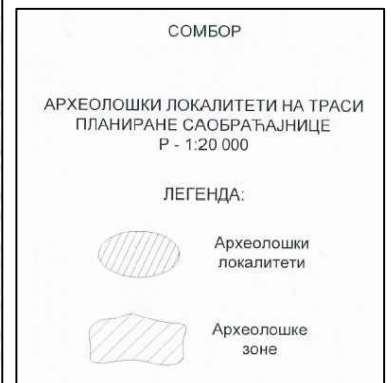 СОМБОР
АРХЕОЛОШКИ ЛОКАЛИТЕТИ НА ТРАСИ
ПЛАНИРАНЕ САОБРАЋАЈНИЦЕ
Р - 1:20 000
ЛЕГЕНДА:
Археолошки
локалитети
Археолошке
зоне